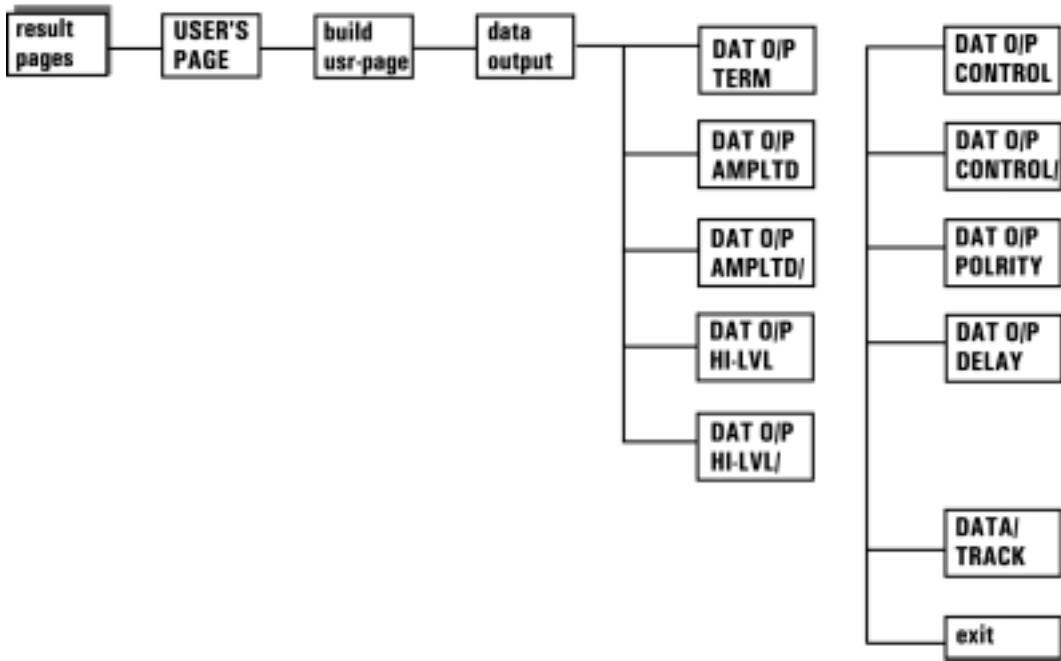 result
pages
USER'S
PAGE
build
usr-page
data
output
DAT O/P
TERM
DAT O/P
AMPLTD
DAT O/P
AMPLTD/
DAT O/P
HI-LVL
DAT O/P
HI-LVL/
DAT O/P
CONTROL
DAT O/P
CONTROL/
DAT O/P
POLRITY
DAT O/P
DELAY
DATA/
TRACK
exit